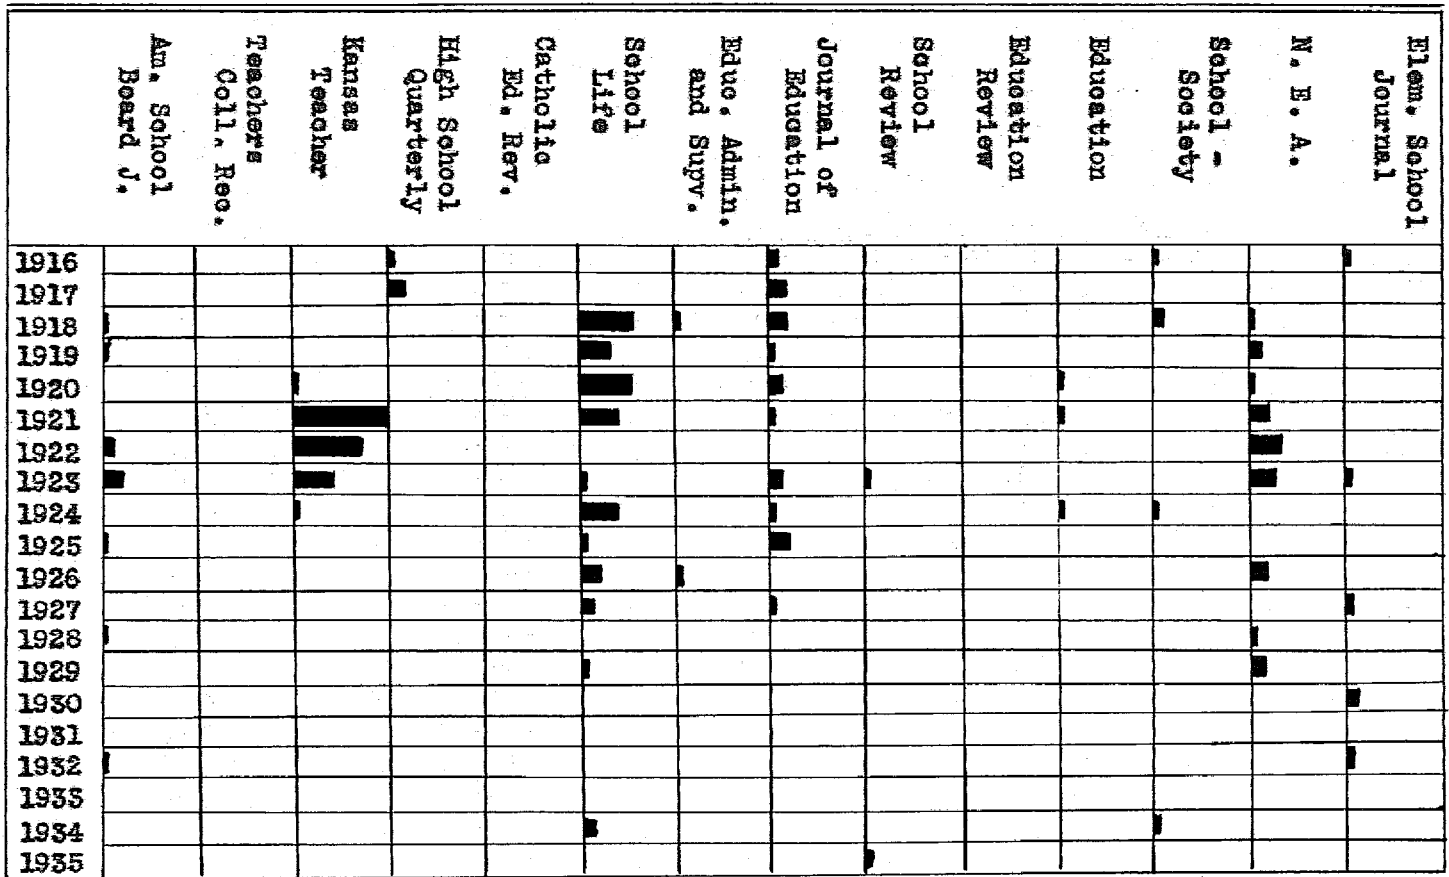 Am. School
Board J.
Teachers
Coll. Rec.
Kansas
Teacher
High School
Quarterly
Catholic
Ed. Rev.
School
Life
Educ. Admin.
and Supv.
Journal of
Education
School
Review
Education
Review
Education
School -
Society
N. E. A.
Elem. School
Journal
1916
1917
1918
1919
1920
1921
1922
1923
1924
1925
1926
1927
1928
1929
1930
1931
1932
1933
1934
1935